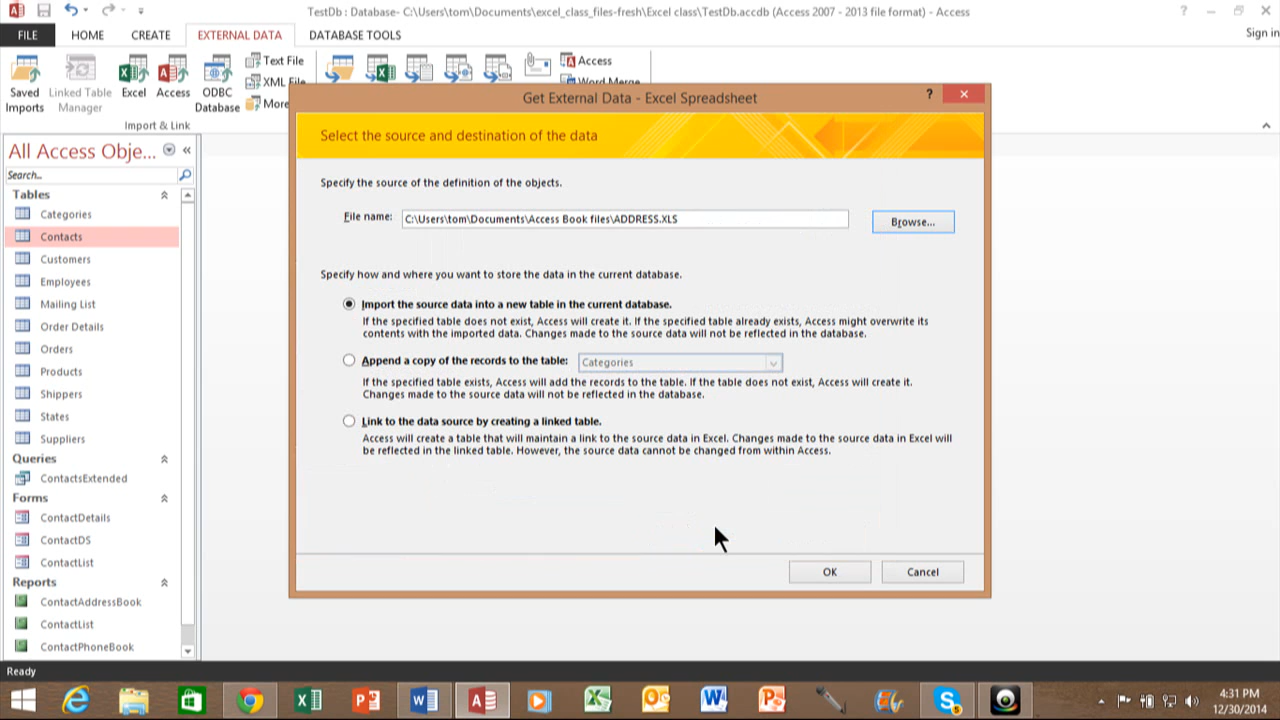 TestDb : Database- C:\Users\tom\Documents\excel_class_files-fresh\Excel class\TestDb.accdb (Access 2007 - 2013 file format) - Access
FILE HOME CREATE EXTERNAL DATA DATABASE TOOLS Sign in
Saved Imports
Linked Table Manager
Excel
Access
ODBC Database
Text File
XML File
More
Access
Word Merge
Import & Link
Get External Data - Excel Spreadsheet
Select the source and destination of the data
Specify the source of the definition of the objects.
File name: C:\Users\tom\Documents\Access Book files\ADDRESS.XLS Browse...
Specify how and where you want to store the data in the current database.
Import the source data into a new table in the current database.
If the specified table does not exist, Access will create it. If the specified table already exists, Access might overwrite its
contents with the imported data. Changes made to the source data will not be reflected in the database.
Append a copy of the records to the table: Categories
If the specified table exists, Access will add the records to the table. If the table does not exist, Access will create it.
Changes made to the source data will not be reflected in the database.
Link to the data source by creating a linked table.
Access will create a table that will maintain a link to the source data in Excel. Changes made to the source data in Excel will
be reflected in the linked table. However, the source data cannot be changed from within Access.
OK Cancel
All Access Obje...
Search...
Tables
Categories
Contacts
Customers
Employees
Mailing List
Order Details
Orders
Products
Shippers
States
Suppliers
Queries
ContactsExtended
Forms
ContactDetails
ContactDS
ContactList
Reports
ContactAddressBook
ContactList
ContactPhoneBook
Ready
4:31 PM
12/30/2014